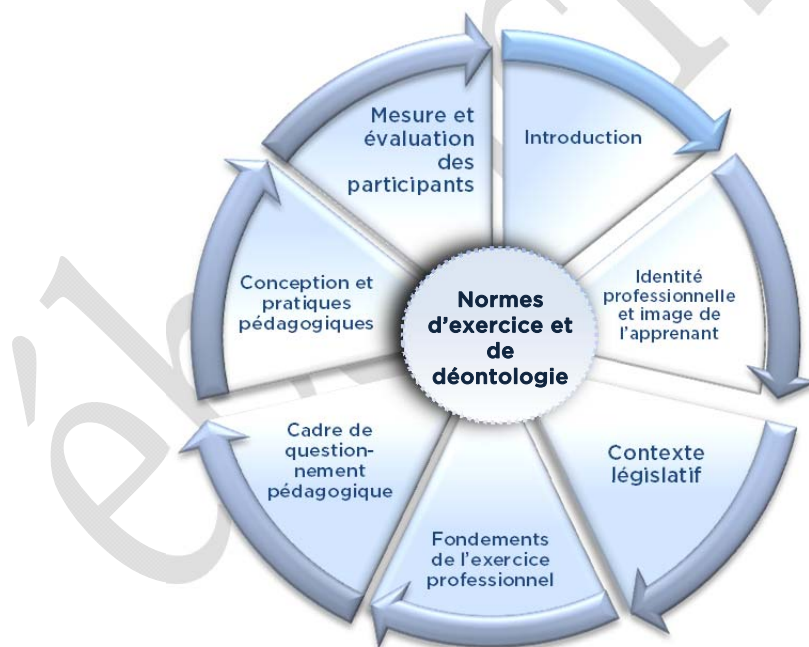 Mesure et
évaluation
des
participants
Introduction
Identité
professionnelle
et image de
l'apprenant
Contexte
législatif
Fondements
de l'exercice
professionnel
Cadre de
question-
nement
pédagogique
Conception et
pratiques
pédagogiques
Normes
d'exercice et
de
déontologie